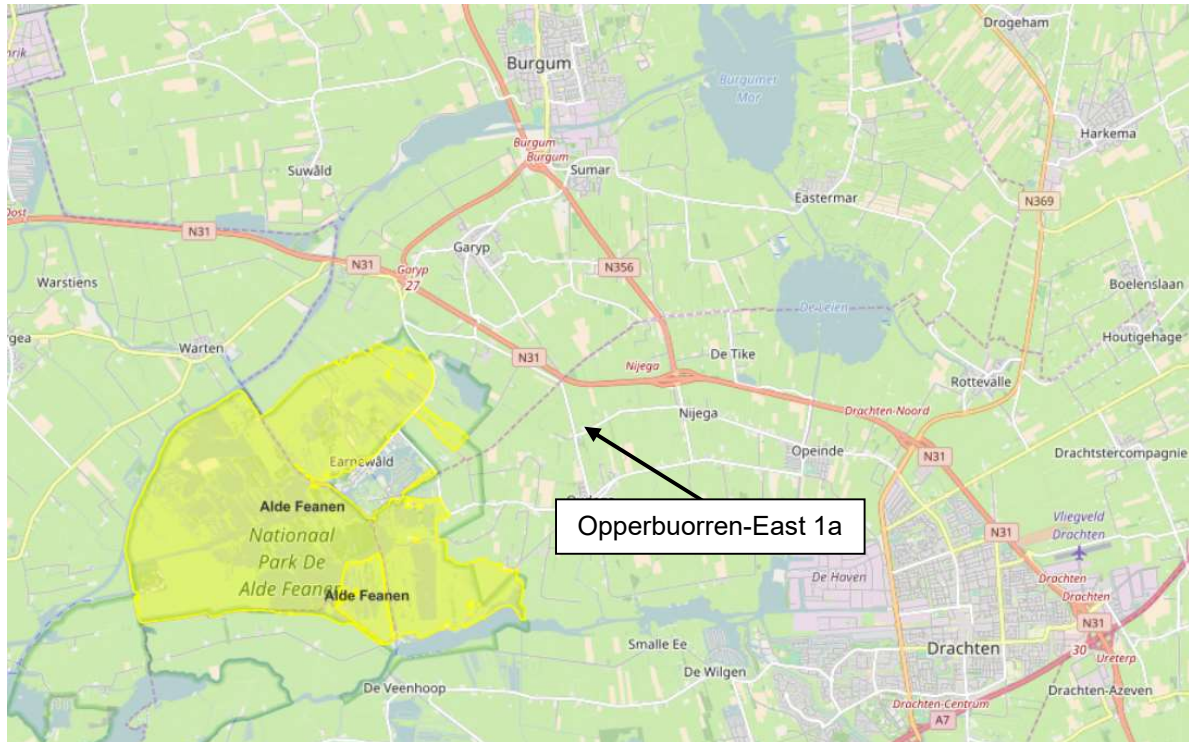 Drogeham
Burgum
Burgumer
Mar
Harkema
Burgum
Burgum
Sumar
Suwâld
Eastermar
N369
N31
Garyp
N31
N356
Garyp
27
Warstiens
Boelenslaan
De Leien
Houtigehage
Warten
N31
De Tike
Nijega
Rottevalle
Nijega
Drachten-Noord
Opeinde
N31
Drachtstercompagnie
Earnewâld
Alde Feanen
Nationaal
Park De
Alde Feanen
Alde Feanen
Opperbuorren-East 1a
Vliegveld
Drachten
N31
De Haven
Drachten
Drachten
N31
30
Ureterp
Smalle Ee
Drachten
De Wilgen
De Veenhoop
Drachten-Azeven
Drachten-Centrum
A7